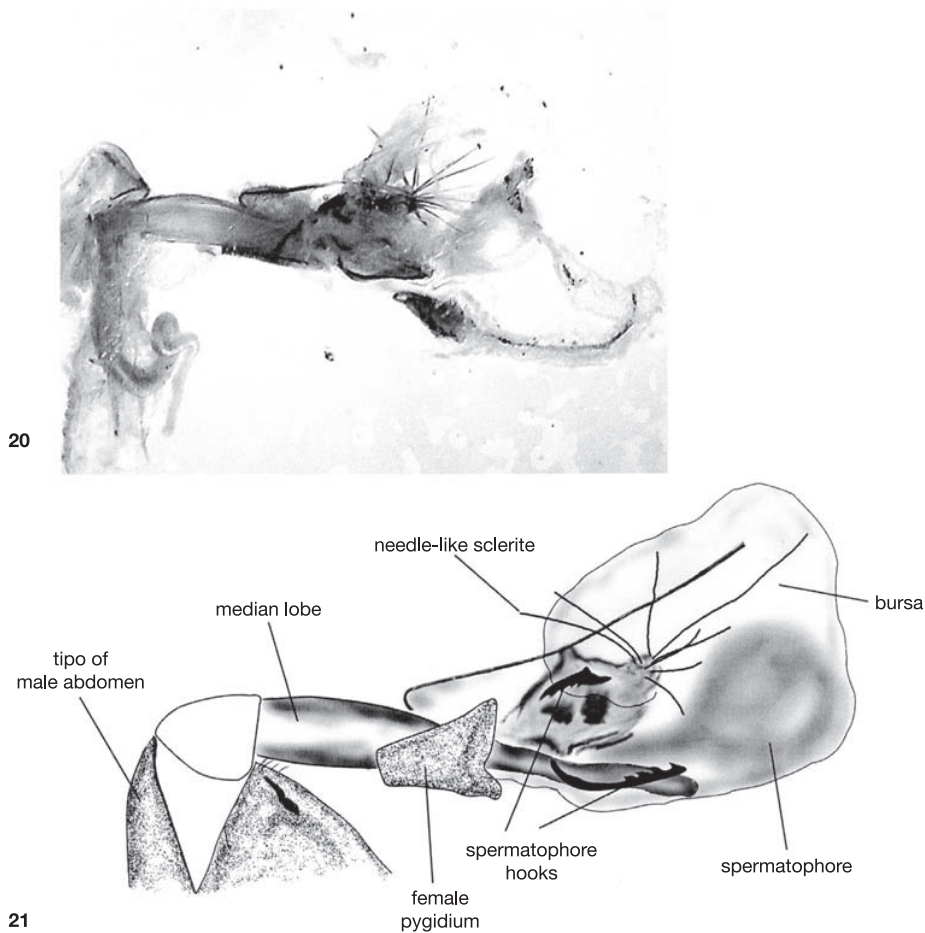 20
needle-like sclerite
median lobe
bursa
tipo of
male abdomen
spermatophore
hooks
spermatophore
female
pygidium
21